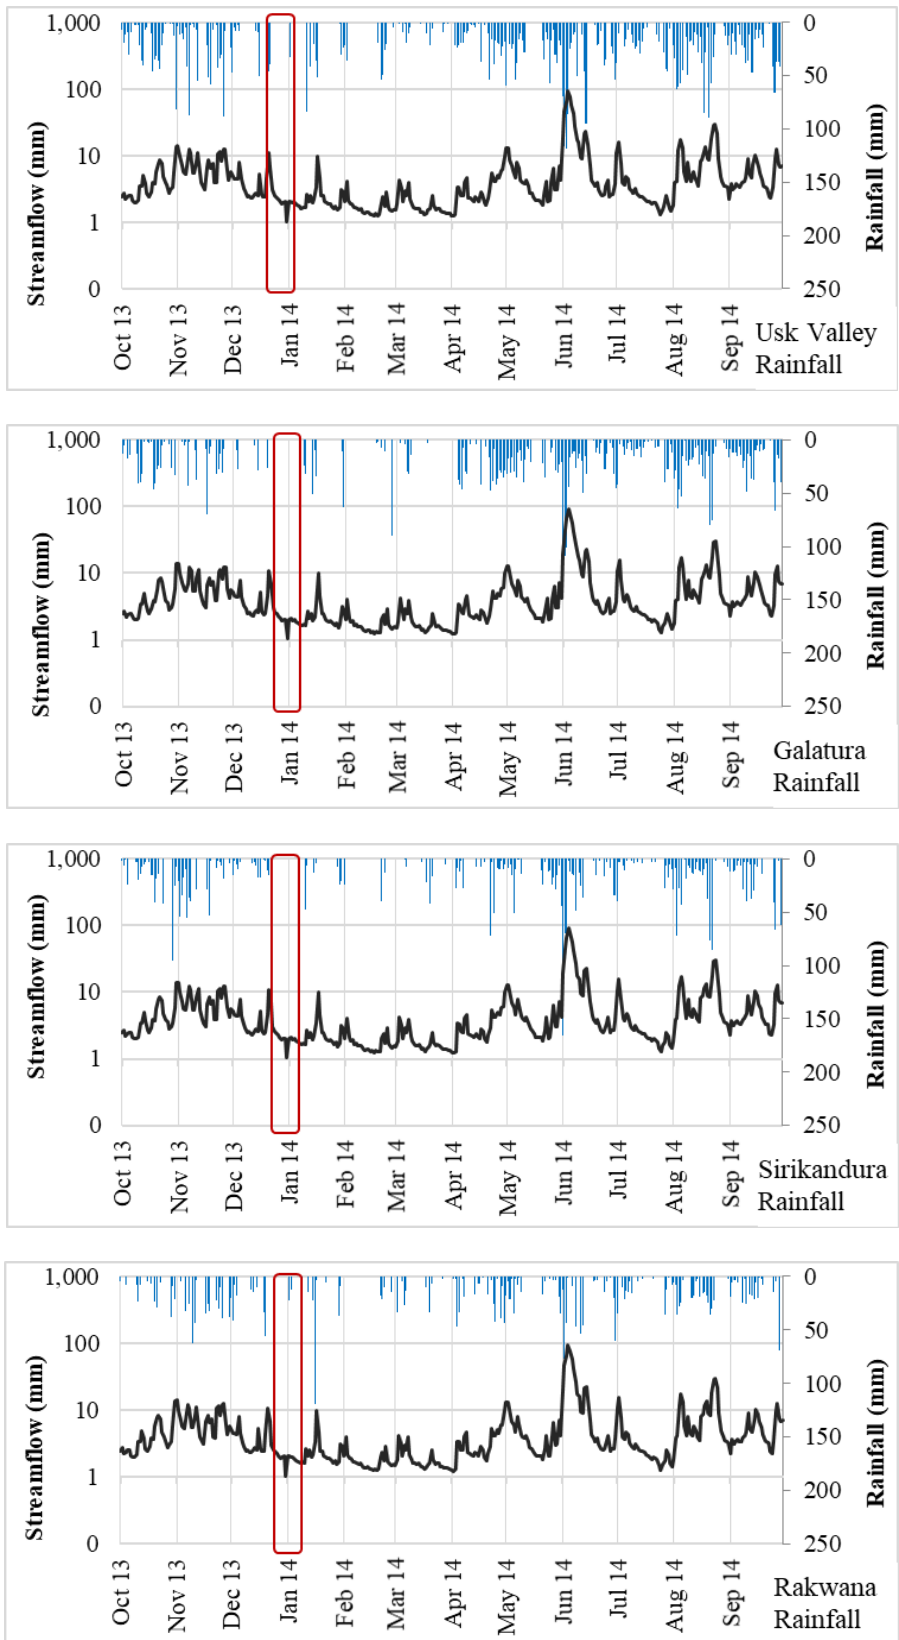 1,000
100
10
1
0
Streamflow (mm)
0
50
100
150
200
250
Rainfall (mm)
Oct 13
Nov 13
Dec 13
Jan 14
Feb 14
Mar 14
Apr 14
May 14
Jun 14
Jul 14
Aug 14
Sep 14
Usk Valley
Rainfall
1,000
100
10
1
0
Streamflow (mm)
0
50
100
150
200
250
Rainfall (mm)
Oct 13
Nov 13
Dec 13
Jan 14
Feb 14
Mar 14
Apr 14
May 14
Jun 14
Jul 14
Aug 14
Sep 14
Galatura
Rainfall
1,000
100
10
1
0
Streamflow (mm)
0
50
100
150
200
250
Rainfall (mm)
Oct 13
Nov 13
Dec 13
Jan 14
Feb 14
Mar 14
Apr 14
May 14
Jun 14
Jul 14
Aug 14
Sep 14
Sirikandura
Rainfall
1,000
100
10
1
0
Streamflow (mm)
0
50
100
150
200
250
Rainfall (mm)
Oct 13
Nov 13
Dec 13
Jan 14
Feb 14
Mar 14
Apr 14
May 14
Jun 14
Jul 14
Aug 14
Sep 14
Rakwana
Rainfall